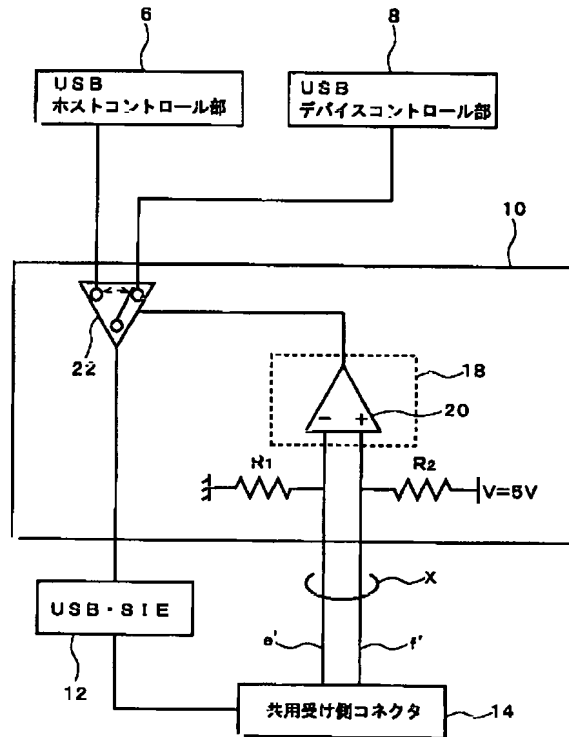 6
8
USB
ホストコントロール部
USB
デバイスコントロール部
10
22
18
20
− +
R1
R2
V=5V
X
USB・SIE
e'
f'
12
共用受け側コネクタ
14